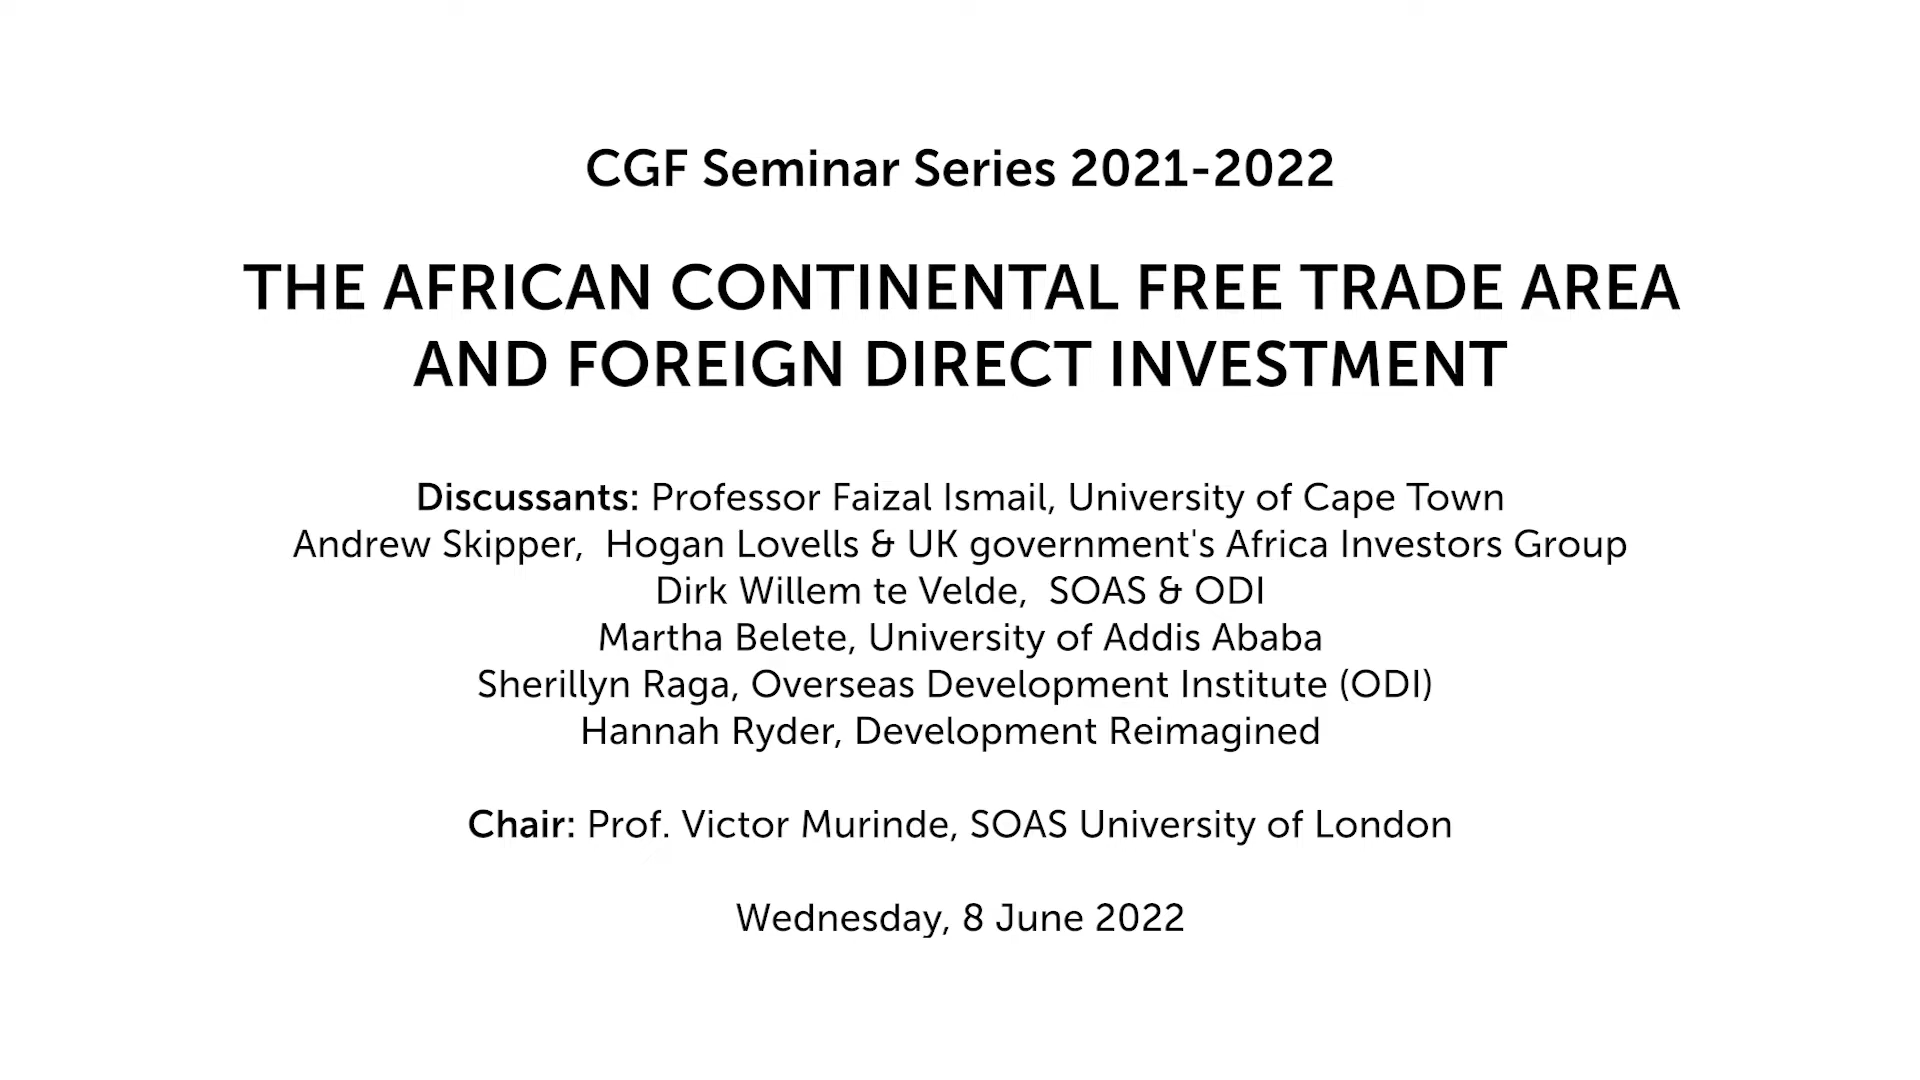 CGF Seminar Series 2021-2022
THE AFRICAN CONTINENTAL FREE TRADE AREA
AND FOREIGN DIRECT INVESTMENT
Discussants: Professor Faizal Ismail, University of Cape Town
Andrew Skipper,  Hogan Lovells & UK government's Africa Investors Group
Dirk Willem te Velde,  SOAS & ODI
Martha Belete, University of Addis Ababa
Sherillyn Raga, Overseas Development Institute (ODI)
Hannah Ryder, Development Reimagined
Chair: Prof. Victor Murinde, SOAS University of London
Wednesday, 8 June 2022